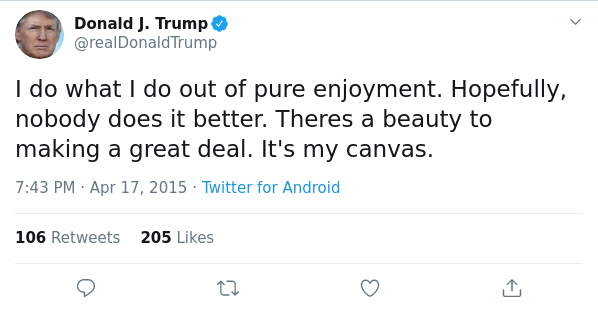 Donald J. Trump
@realDonaldTrump
I do what I do out of pure enjoyment. Hopefully,
nobody does it better. Theres a beauty to
making a great deal. It's my canvas.
7:43 PM · Apr 17, 2015 · Twitter for Android
106 Retweets 205 Likes